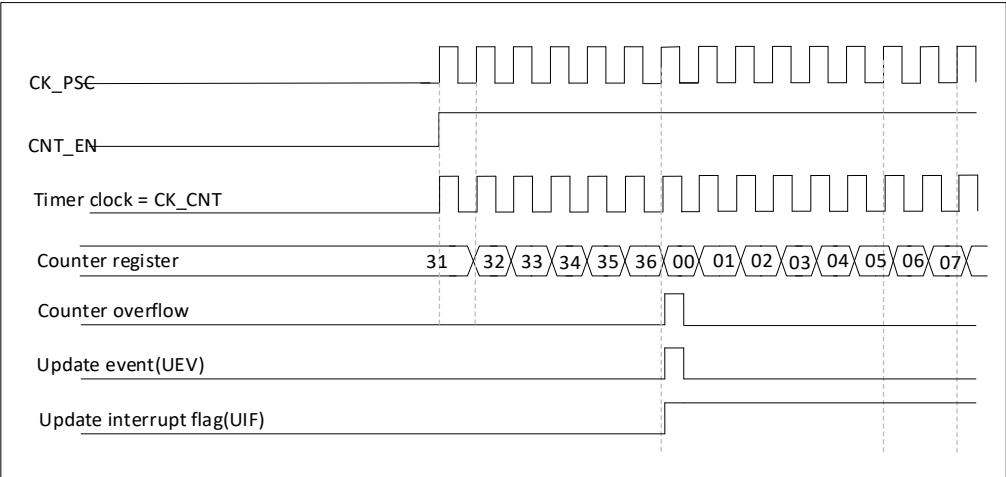 CK_PSC
CNT_EN
Timer clock = CK_CNT
Counter register 31 32 33 34 35 36 00 01 02 03 04 05 06 07
Counter overflow
Update event(UEV)
Update interrupt flag(UIF)